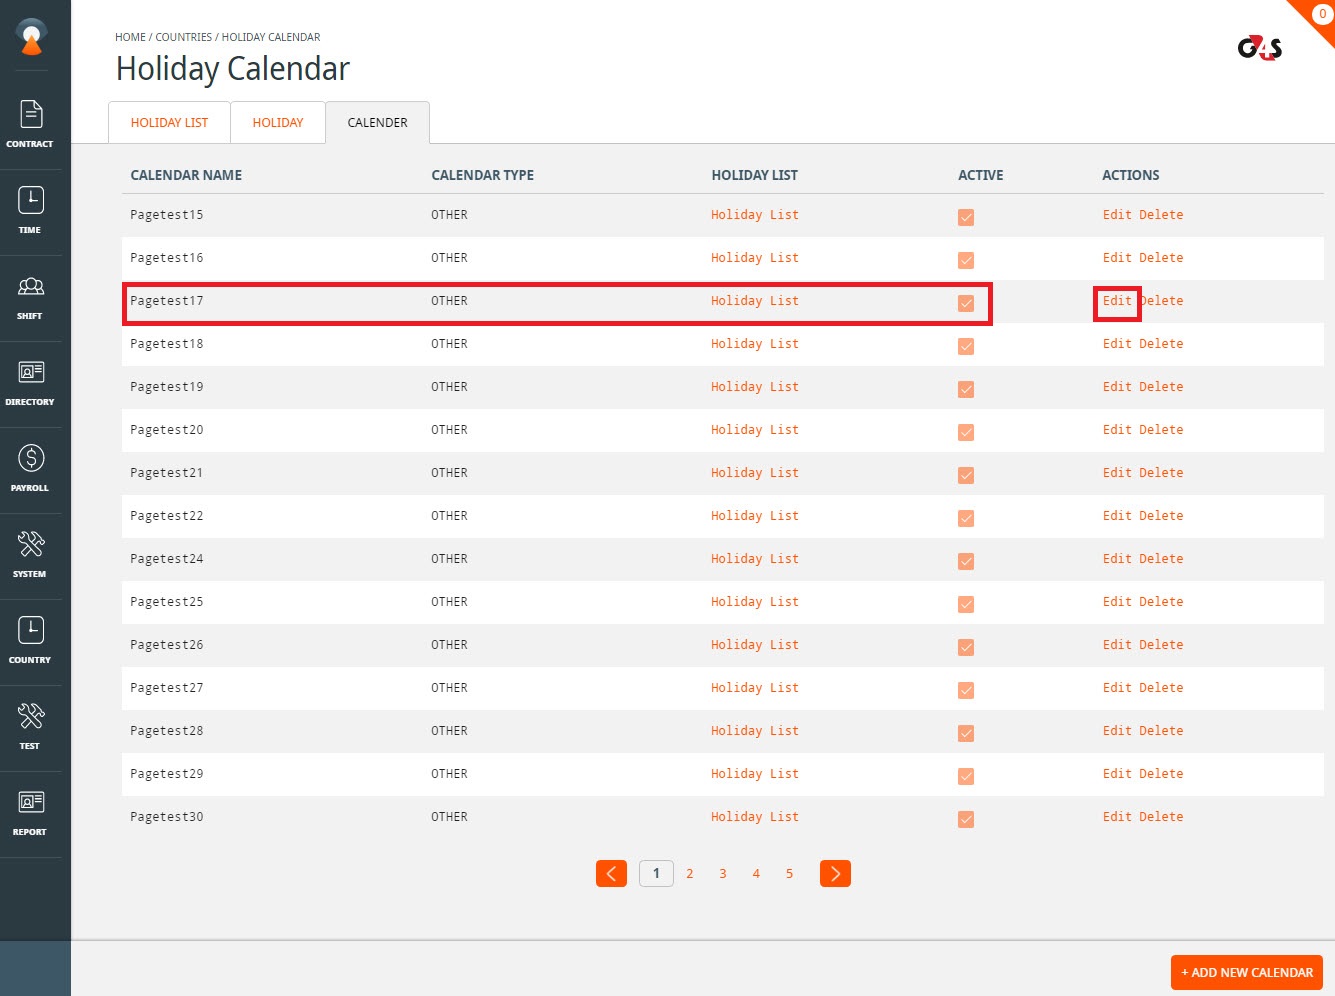 0
HOME / COUNTRIES / HOLIDAY CALENDAR
G4S
Holiday Calendar
HOLIDAY LIST HOLIDAY CALENDER
CONTRACT
TIME
SHIFT
DIRECTORY
PAYROLL
SYSTEM
COUNTRY
TEST
REPORT
CALENDAR NAME CALENDAR TYPE HOLIDAY LIST ACTIVE ACTIONS
Pagetest15 OTHER Holiday List Edit Delete
Pagetest16 OTHER Holiday List Edit Delete
Pagetest17 OTHER Holiday List Edit Delete
Pagetest18 OTHER Holiday List Edit Delete
Pagetest19 OTHER Holiday List Edit Delete
Pagetest20 OTHER Holiday List Edit Delete
Pagetest21 OTHER Holiday List Edit Delete
Pagetest22 OTHER Holiday List Edit Delete
Pagetest24 OTHER Holiday List Edit Delete
Pagetest25 OTHER Holiday List Edit Delete
Pagetest26 OTHER Holiday List Edit Delete
Pagetest27 OTHER Holiday List Edit Delete
Pagetest28 OTHER Holiday List Edit Delete
Pagetest29 OTHER Holiday List Edit Delete
Pagetest30 OTHER Holiday List Edit Delete
1 2 3 4 5
+ ADD NEW CALENDAR